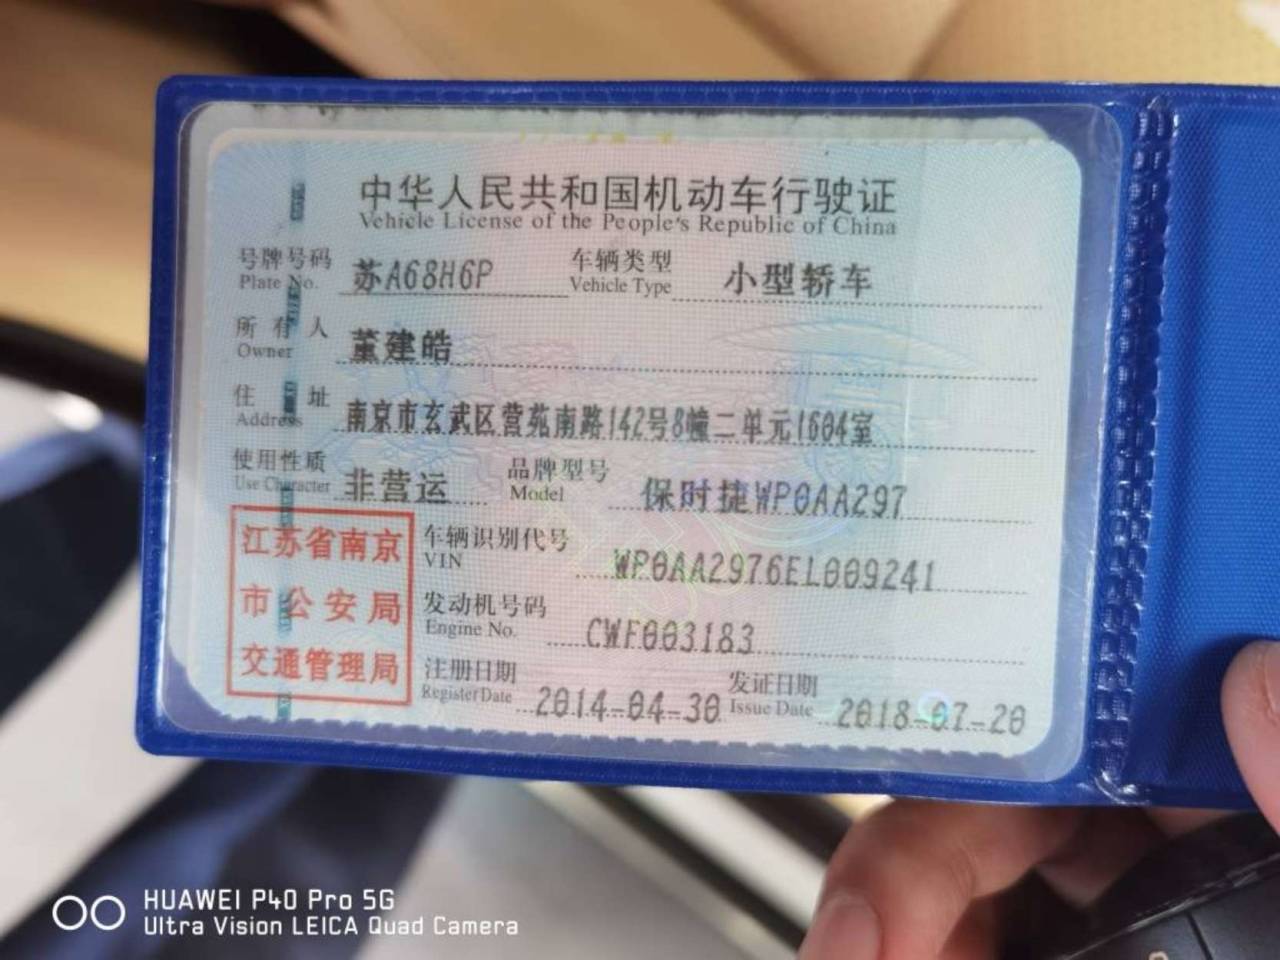 中华人民共和国机动车行驶证
Vehicle License of the People's Republic of China
号牌号码 苏A68H6P 车辆类型 小型轿车
Plate No. Vehicle Type
所有人 董建皓
Owner
住址 南京市玄武区营苑南路142号8幢二单元1604室
Address
使用性质 非营运 品牌型号 保时捷WP0AA297
Use Character Model
江苏省南京
市公安局
交通管理局
车辆识别代号 WP0AA2976EL009241
VIN
发动机号码 CWF003183
Engine No.
注册日期 2014-04-30 发证日期 2018-07-20
Register Date Issue Date
HUAWEI P40 Pro 5G
Ultra Vision LEICA Quad Camera